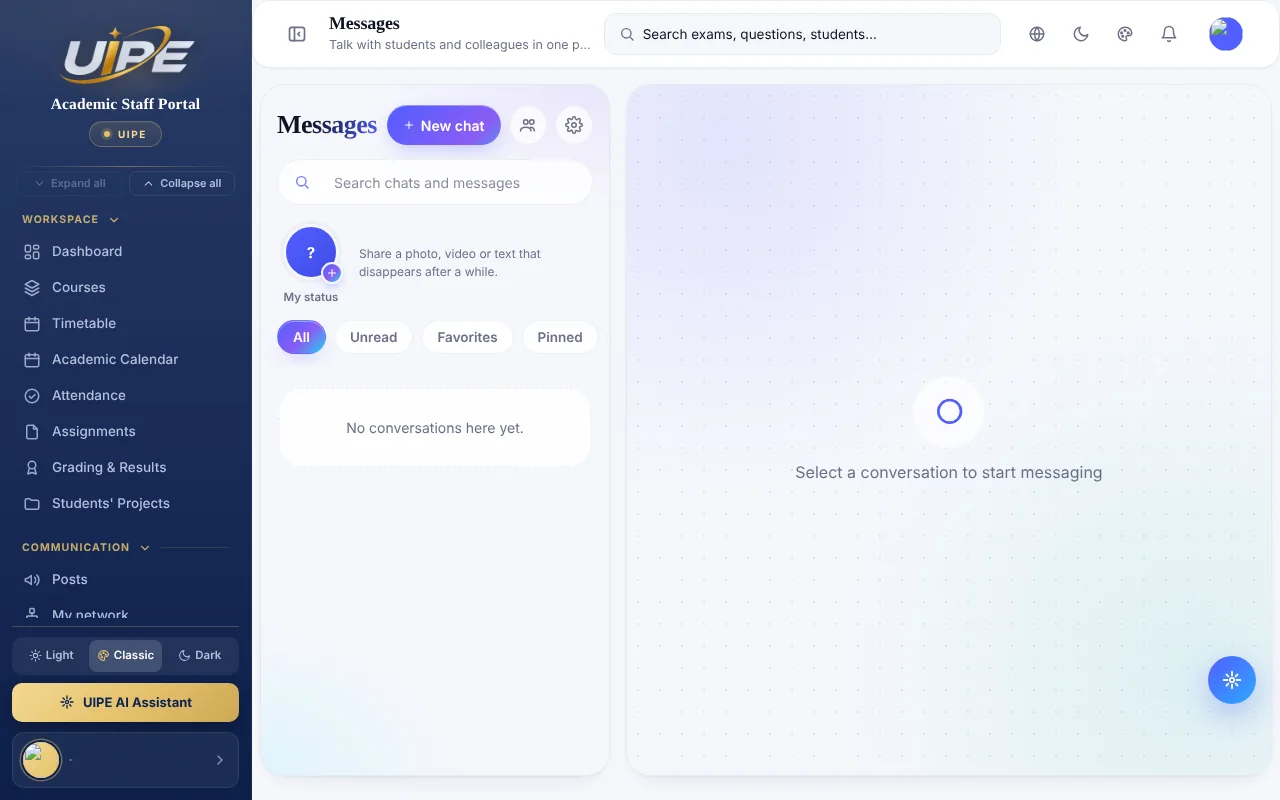 UIPE
Academic Staff Portal
UIPE
Expand all
Collapse all
WORKSPACE
Dashboard
Courses
Timetable
Academic Calendar
Attendance
Assignments
Grading & Results
Students' Projects
COMMUNICATION
Posts
My network
Light
Classic
Dark
UIPE AI Assistant
Messages
Talk with students and colleagues in one p...
Search exams, questions, students...
Messages
+ New chat
Search chats and messages
?
+
My status
Share a photo, video or text that
disappears after a while.
All
Unread
Favorites
Pinned
No conversations here yet.
Select a conversation to start messaging